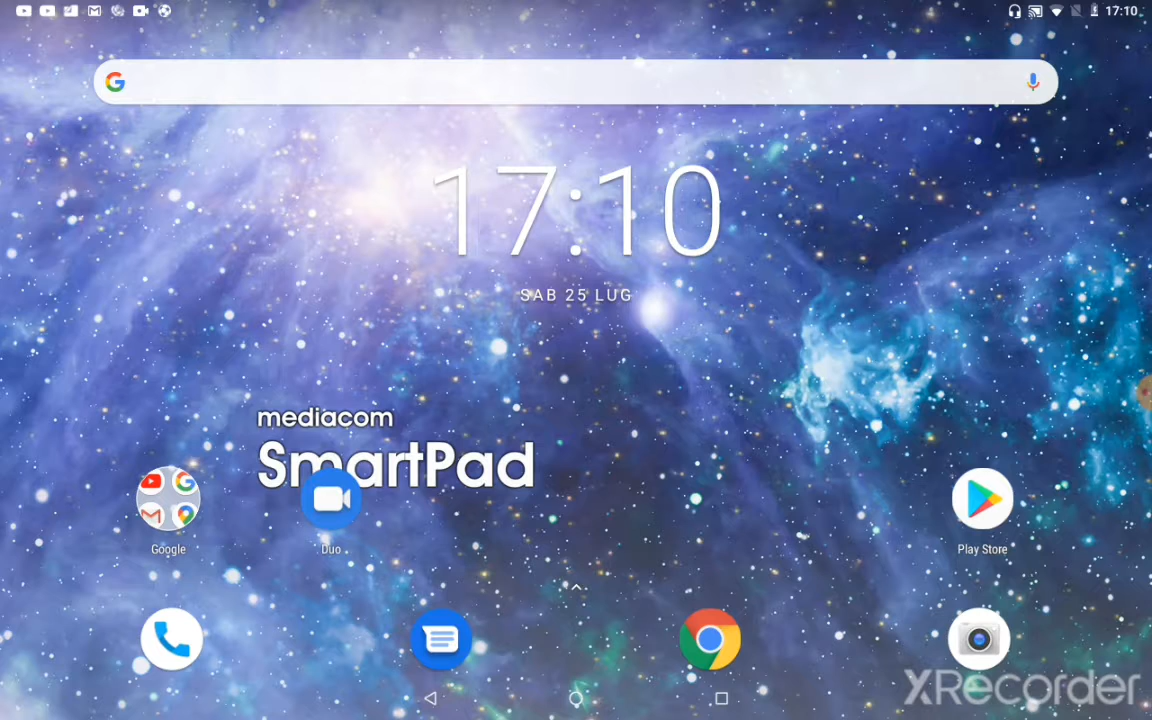 17:10
17:10
SAB 25 LUG
mediacom
SmartPad
Google
Duo
Play Store
XRecorder